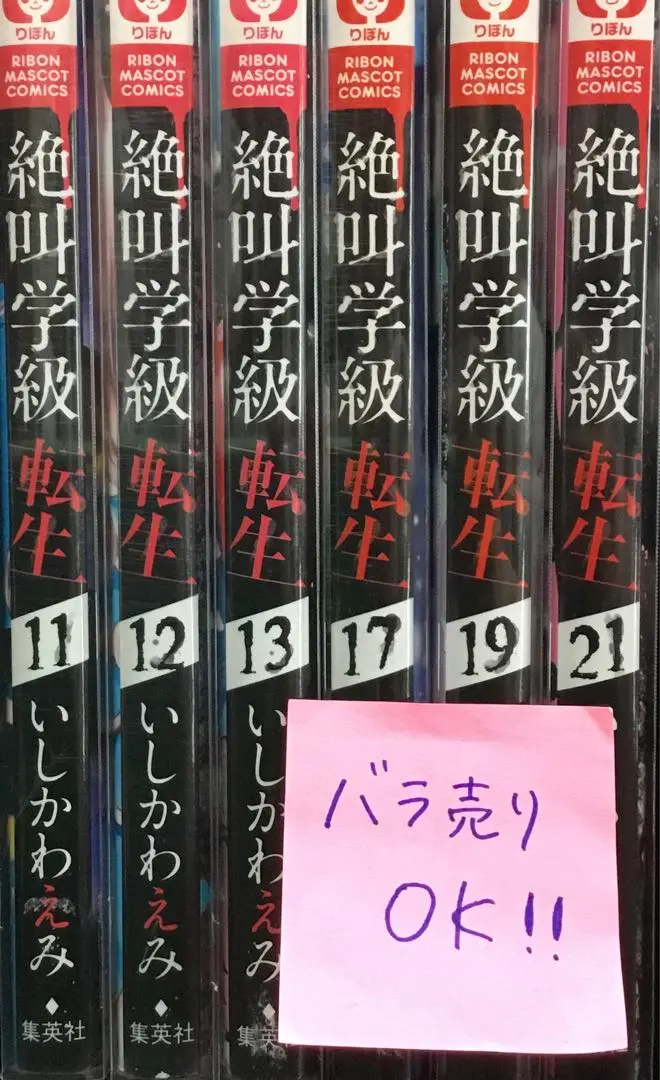 りぼん
RIBON
MASCOT
COMICS
絶叫学級
転生
11
いしかわえみ
集英社
りぼん
RIBON
MASCOT
COMICS
絶叫学級
転生
12
いしかわえみ
集英社
りぼん
RIBON
MASCOT
COMICS
絶叫学級
転生
13
いしかわえみ
集英
りぼん
RIBON
MASCOT
COMICS
絶叫学級
転生
17
りぼん
RIBON
MASCOT
COMICS
絶叫学級
転生
19
りぼん
RIBON
MASCOT
COMICS
絶叫学級
転生
21
バラ売り
OK!!